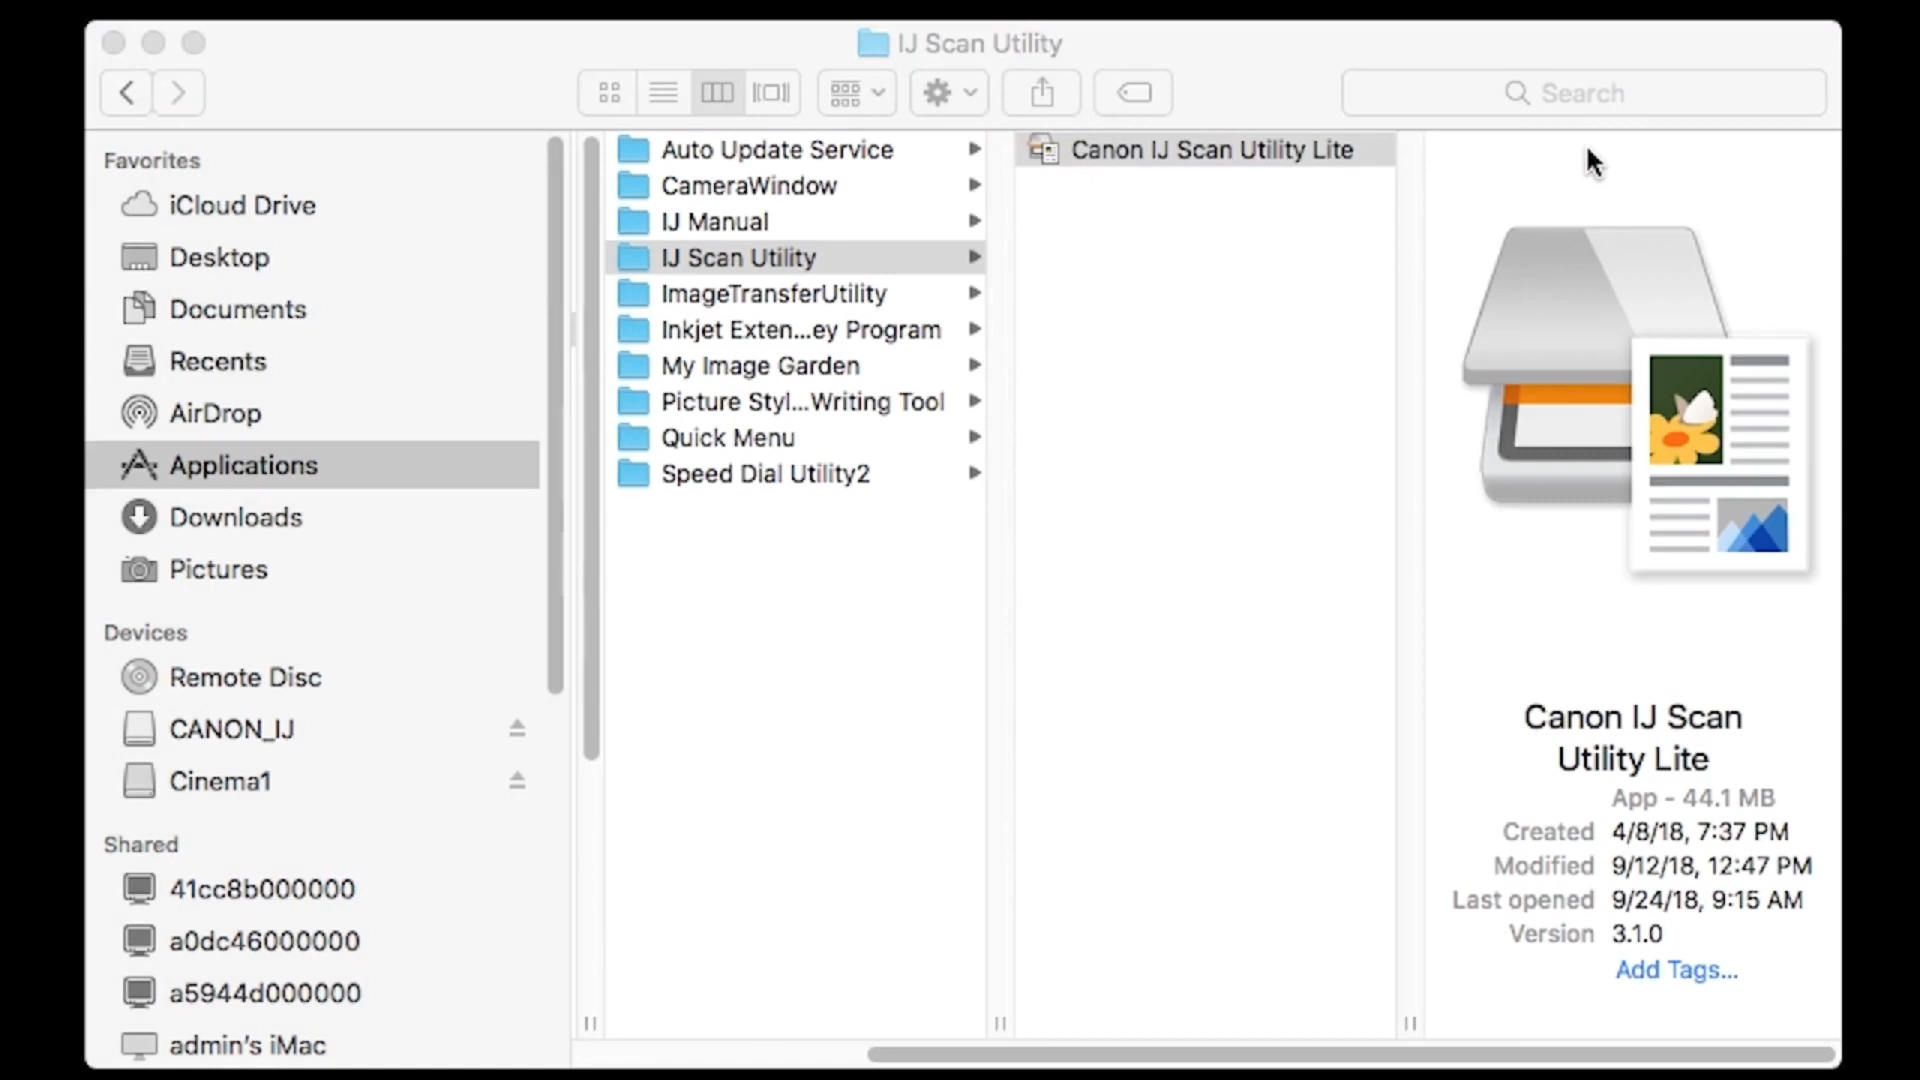 IJ Scan Utility
Search
Favorites
iCloud Drive
Desktop
Documents
Recents
AirDrop
Applications
Downloads
Pictures
Devices
Remote Disc
CANON_IJ
Cinema1
Shared
41cc8b000000
a0dc46000000
a5944d000000
admin's iMac
Auto Update Service
CameraWindow
IJ Manual
IJ Scan Utility
ImageTransferUtility
Inkjet Exten...ey Program
My Image Garden
Picture Styl...Writing Tool
Quick Menu
Speed Dial Utility2
Canon IJ Scan Utility Lite
Canon IJ Scan
Utility Lite
App - 44.1 MB
Created 4/8/18, 7:37 PM
Modified 9/12/18, 12:47 PM
Last opened 9/24/18, 9:15 AM
Version 3.1.0
Add Tags...